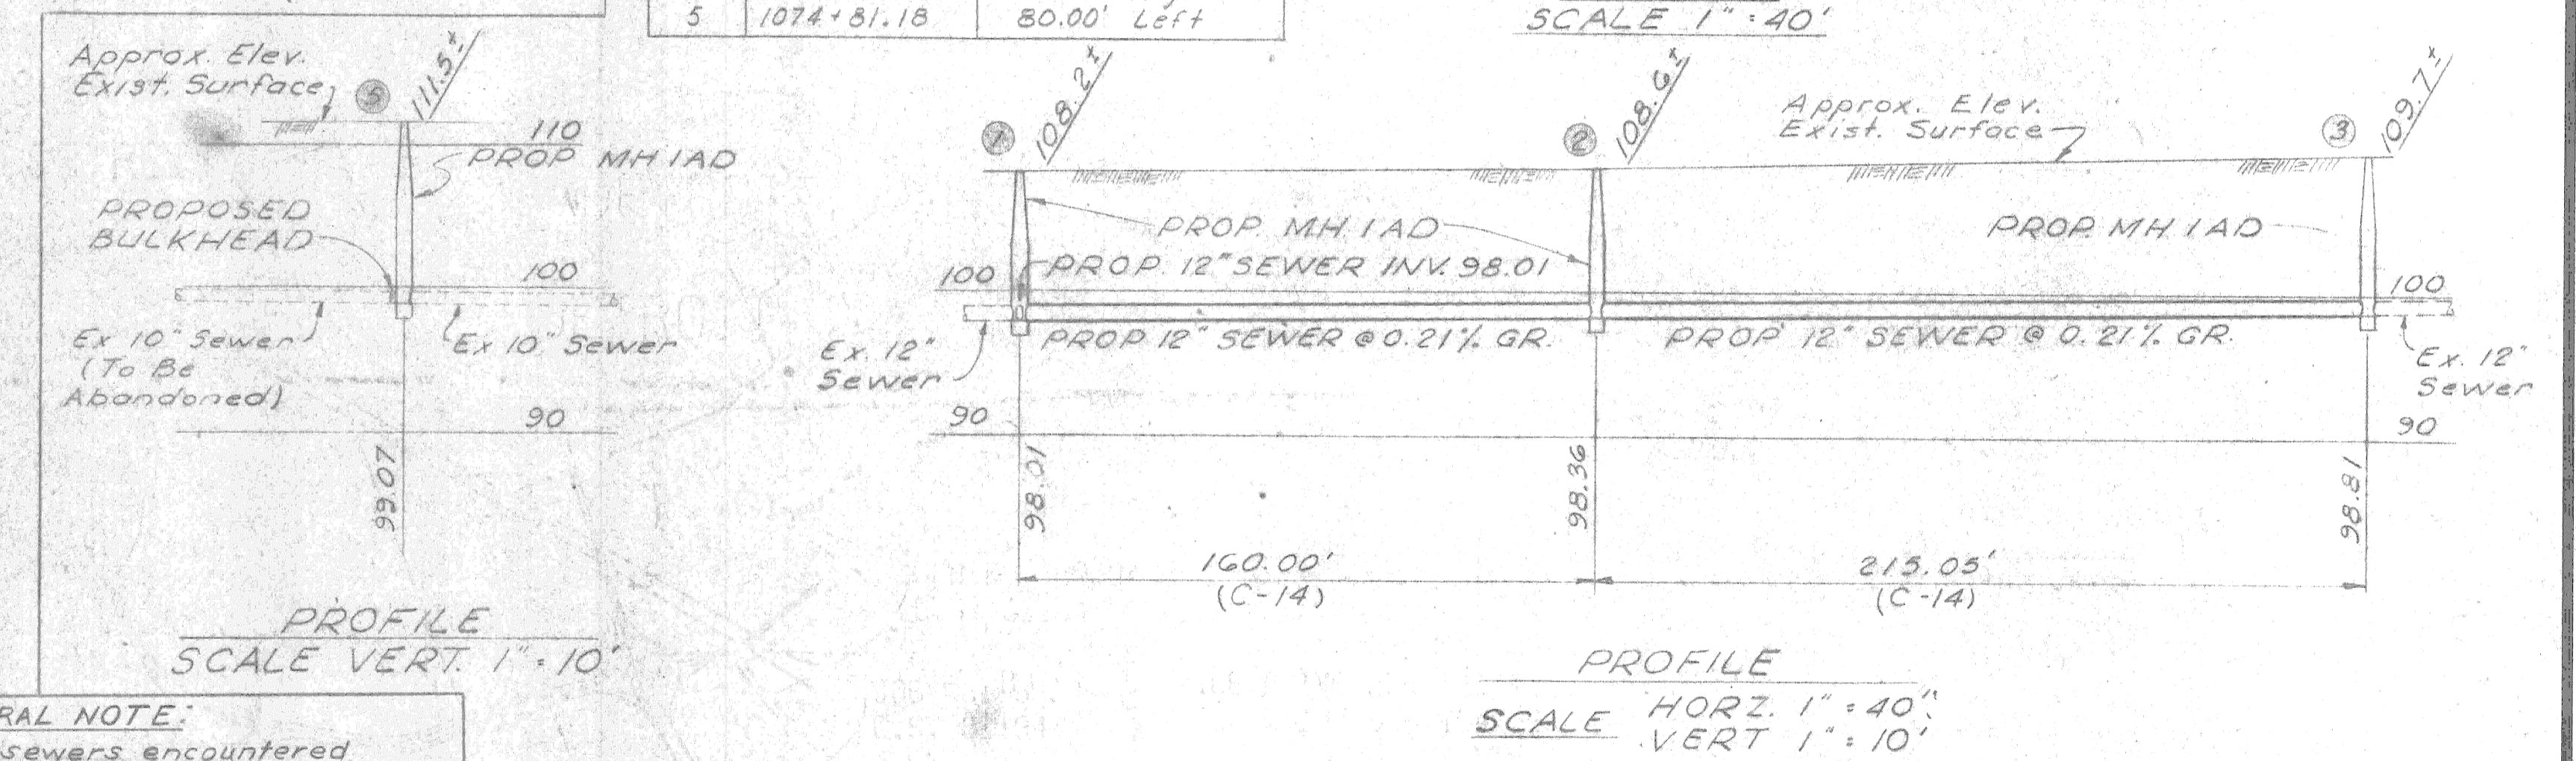 5 1074+81.18 80.00' Left
SCALE 1" = 40'
Approx. Elev.
Exist. Surface
5
111.5±
110
PROP MH 1AD
PROPOSED
BULKHEAD
100
Ex 10" Sewer
(To Be
Abandoned)
Ex 10" Sewer
90
99.07
PROFILE
SCALE VERT. 1" = 10'
RAL NOTE:
sewers encountered
1
108.2±
2
108.6±
Approx. Elev.
Exist. Surface
3
109.7±
PROP. M.H. 1AD
PROP. MH 1AD
100
PROP. 12" SEWER INV. 98.01
100
PROP 12" SEWER @ 0.21% GR.
PROP 12" SEWER @ 0.21% GR.
Ex. 12"
Sewer
Ex. 12"
Sewer
90
90
98.01
98.36
98.81
160.00'
(C-14)
215.05'
(C-14)
PROFILE
SCALE HORZ. 1" = 40'
VERT 1" = 10'